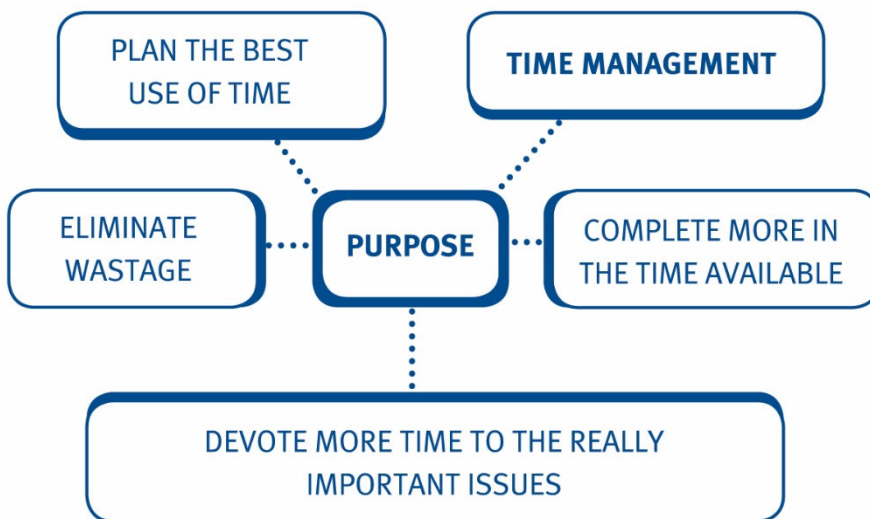 PLAN THE BEST
USE OF TIME
TIME MANAGEMENT
ELIMINATE
WASTAGE
PURPOSE
COMPLETE MORE IN
THE TIME AVAILABLE
DEVOTE MORE TIME TO THE REALLY
IMPORTANT ISSUES